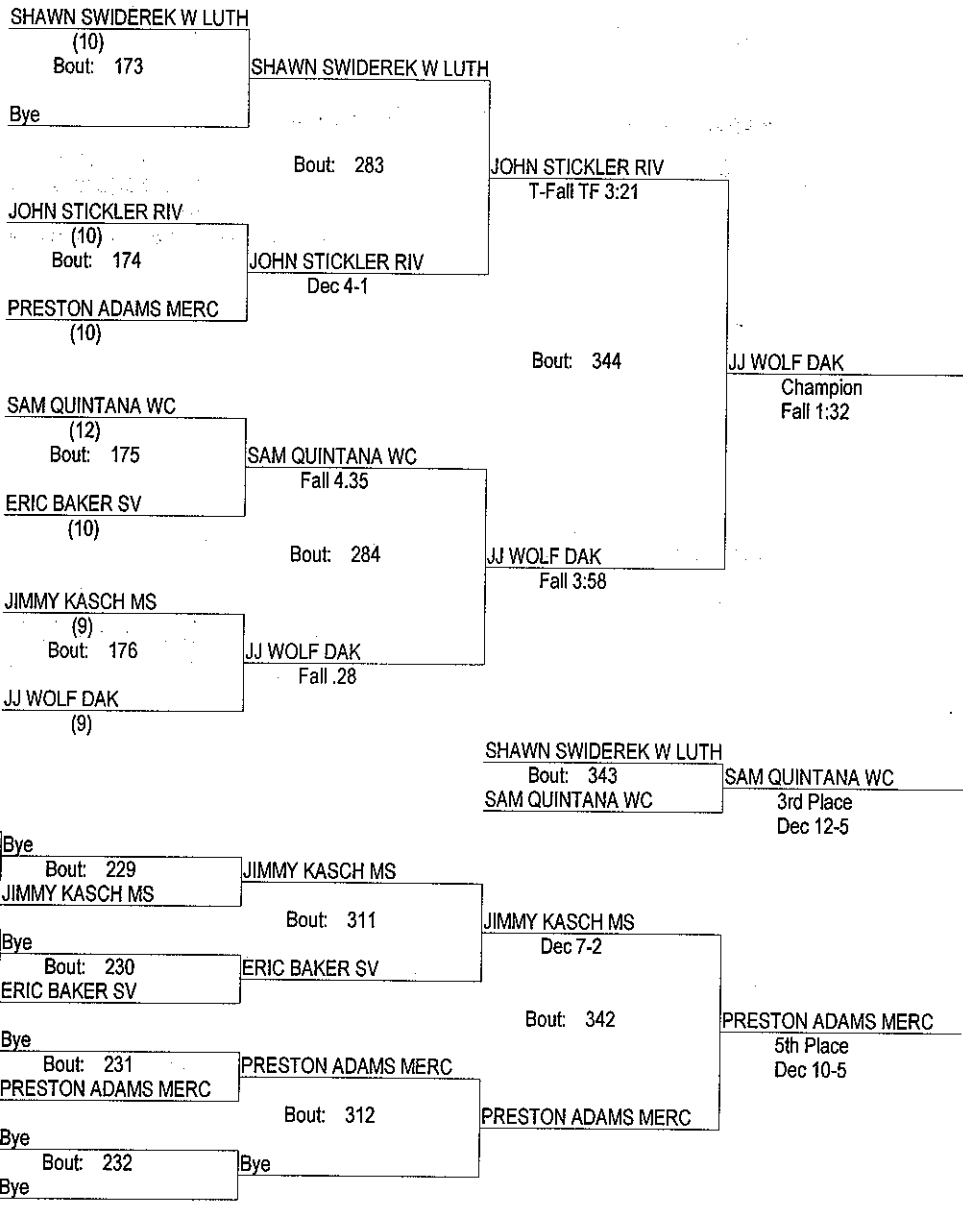 SHAWN SWIDEREK W LUTH
(10)
Bout: 173
SHAWN SWIDEREK W LUTH
Bye
Bout: 283
JOHN STICKLER RIV
T-Fall TF 3:21
JOHN STICKLER RIV
(10)
Bout: 174
JOHN STICKLER RIV
Dec 4-1
PRESTON ADAMS MERC
(10)
Bout: 344
JJ WOLF DAK
Champion
Fall 1:32
SAM QUINTANA WC
(12)
Bout: 175
SAM QUINTANA WC
Fall 4.35
ERIC BAKER SV
(10)
Bout: 284
JJ WOLF DAK
Fall 3:58
JIMMY KASCH MS
(9)
Bout: 176
JJ WOLF DAK
Fall .28
JJ WOLF DAK
(9)
SHAWN SWIDEREK W LUTH
Bout: 343
SAM QUINTANA WC
SAM QUINTANA WC
3rd Place
Dec 12-5
Bye
Bout: 229
JIMMY KASCH MS
JIMMY KASCH MS
Bout: 311
JIMMY KASCH MS
Dec 7-2
Bye
Bout: 230
ERIC BAKER SV
ERIC BAKER SV
Bout: 342
PRESTON ADAMS MERC
5th Place
Dec 10-5
Bye
Bout: 231
PRESTON ADAMS MERC
PRESTON ADAMS MERC
Bout: 312
PRESTON ADAMS MERC
Bye
Bout: 232
Bye
Bye